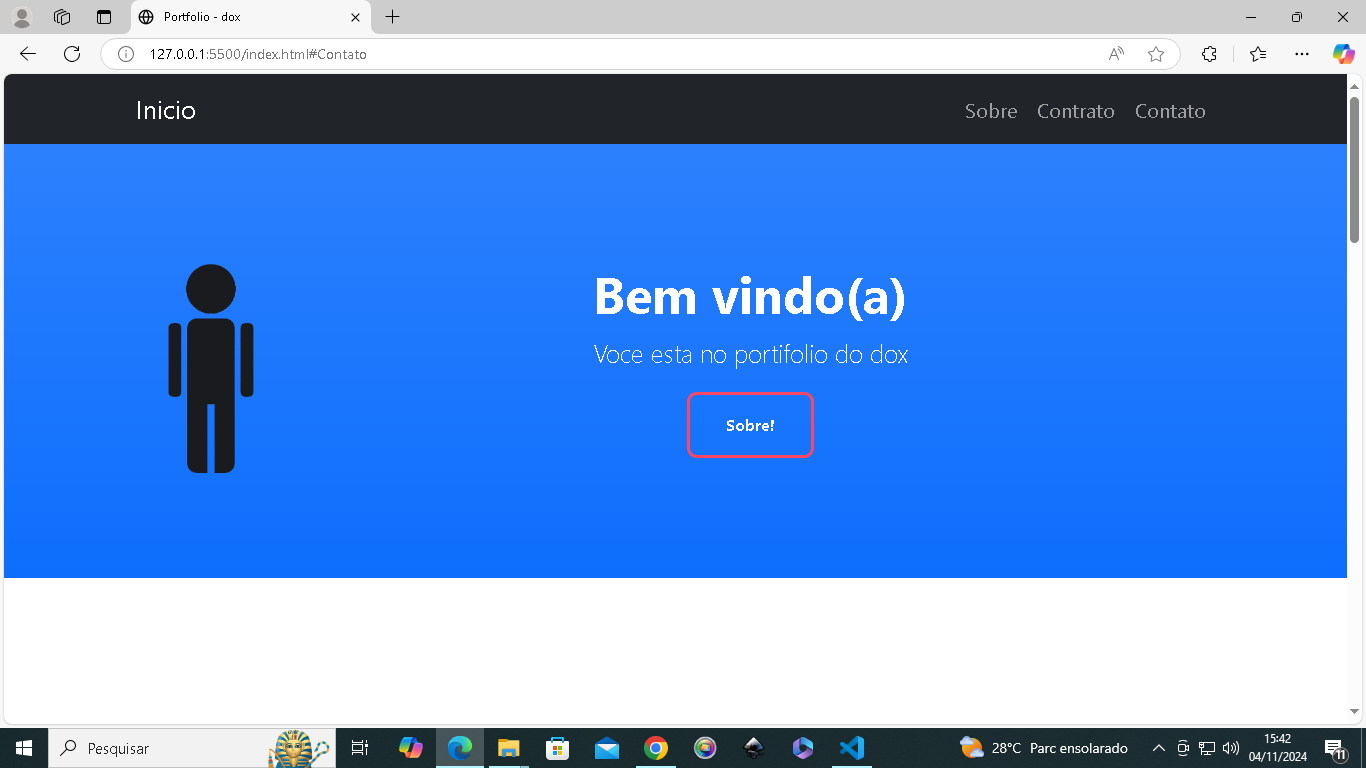 Portfolio - dox
127.0.0.1:5500/index.html#Contato
Inicio
Sobre Contrato Contato
Bem vindo(a)
Voce esta no portifolio do dox
Sobre!
Pesquisar
28°C Parc ensolarado
15:42
04/11/2024
11